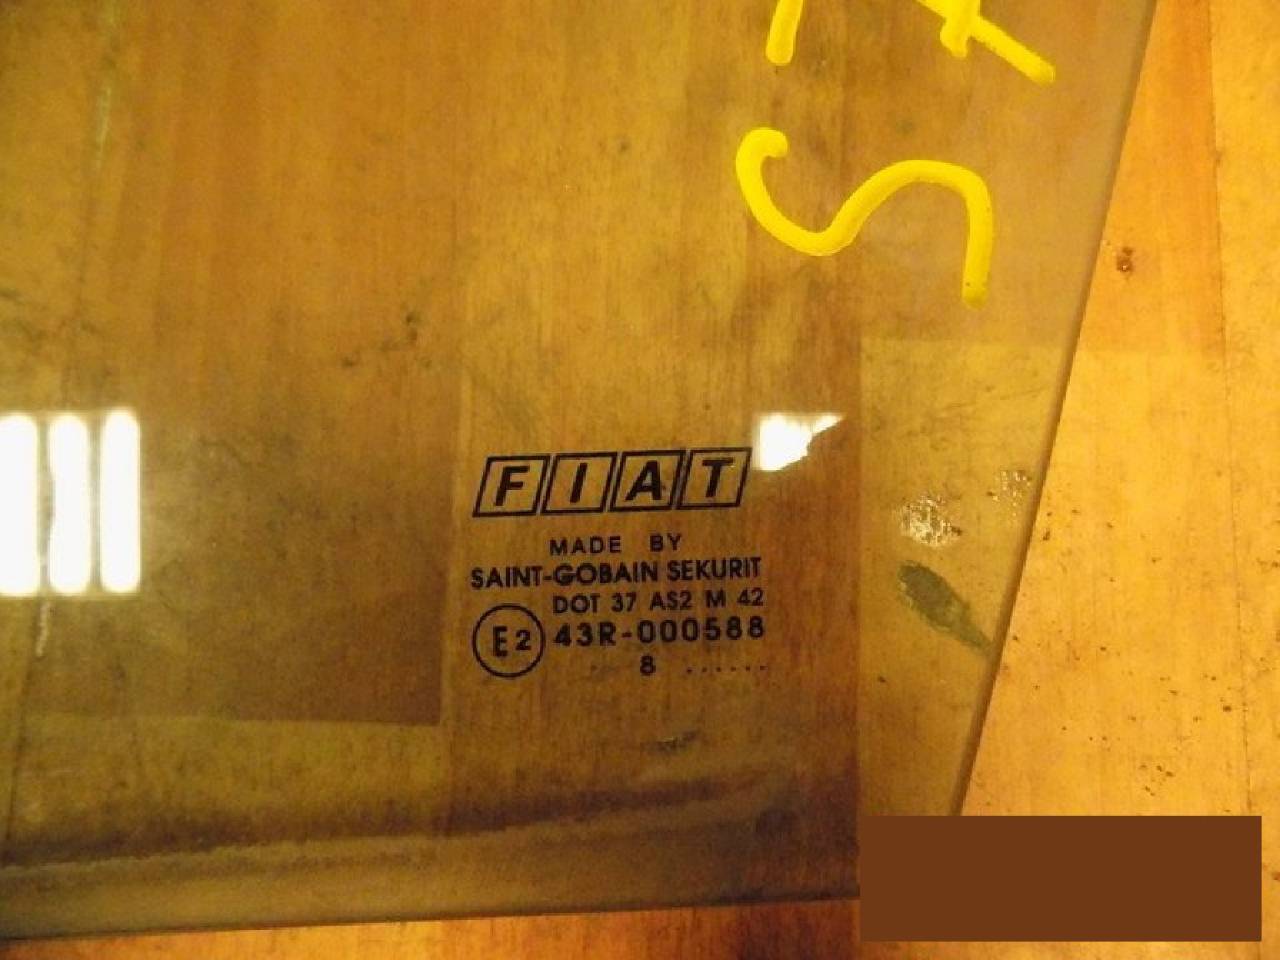 FIAT
MADE BY
SAINT-GOBAIN SEKURIT
DOT 37 AS2 M 42
E2 43R-000588
8 ......